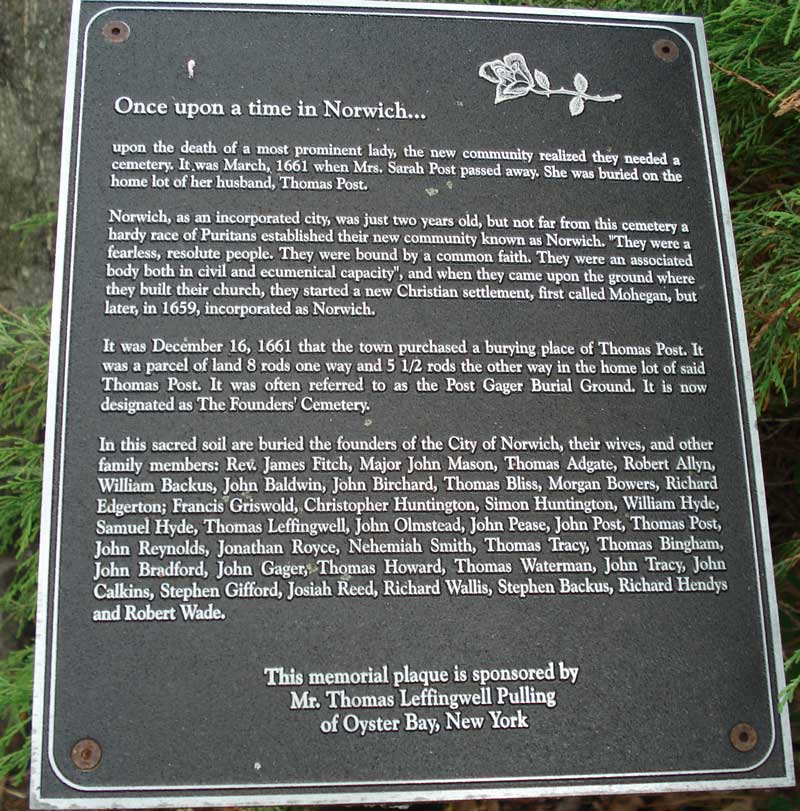 Once upon a time in Norwich...
upon the death of a most prominent lady, the new community realized they needed a
cemetery. It was March, 1661 when Mrs. Sarah Post passed away. She was buried on the
home lot of her husband, Thomas Post.
Norwich, as an incorporated city, was just two years old, but not far from this cemetery a
hardy race of Puritans established their new community known as Norwich. "They were a
fearless, resolute people. They were bound by a common faith. They were an associated
body both in civil and ecumenical capacity", and when they came upon the ground where
they built their church, they started a new Christian settlement, first called Mohegan, but
later, in 1659, incorporated as Norwich.
It was December 16, 1661 that the town purchased a burying place of Thomas Post. It
was a parcel of land 8 rods one way and 5 1/2 rods the other way in the home lot of said
Thomas Post. It was often referred to as the Post Gager Burial Ground. It is now
designated as The Founders' Cemetery.
In this sacred soil are buried the founders of the City of Norwich, their wives, and other
family members: Rev. James Fitch, Major John Mason, Thomas Adgate, Robert Allyn,
William Backus, John Baldwin, John Birchard, Thomas Bliss, Morgan Bowers, Richard
Edgerton; Francis Griswold, Christopher Huntington, Simon Huntington, William Hyde,
Samuel Hyde, Thomas Leffingwell, John Olmstead, John Pease, John Post, Thomas Post,
John Reynolds, Jonathan Royce, Nehemiah Smith, Thomas Tracy, Thomas Bingham,
John Bradford, John Gager, Thomas Howard, Thomas Waterman, John Tracy, John
Calkins, Stephen Gifford, Josiah Reed, Richard Wallis, Stephen Backus, Richard Hendys
and Robert Wade.
This memorial plaque is sponsored by
Mr. Thomas Leffingwell Pulling
of Oyster Bay, New York